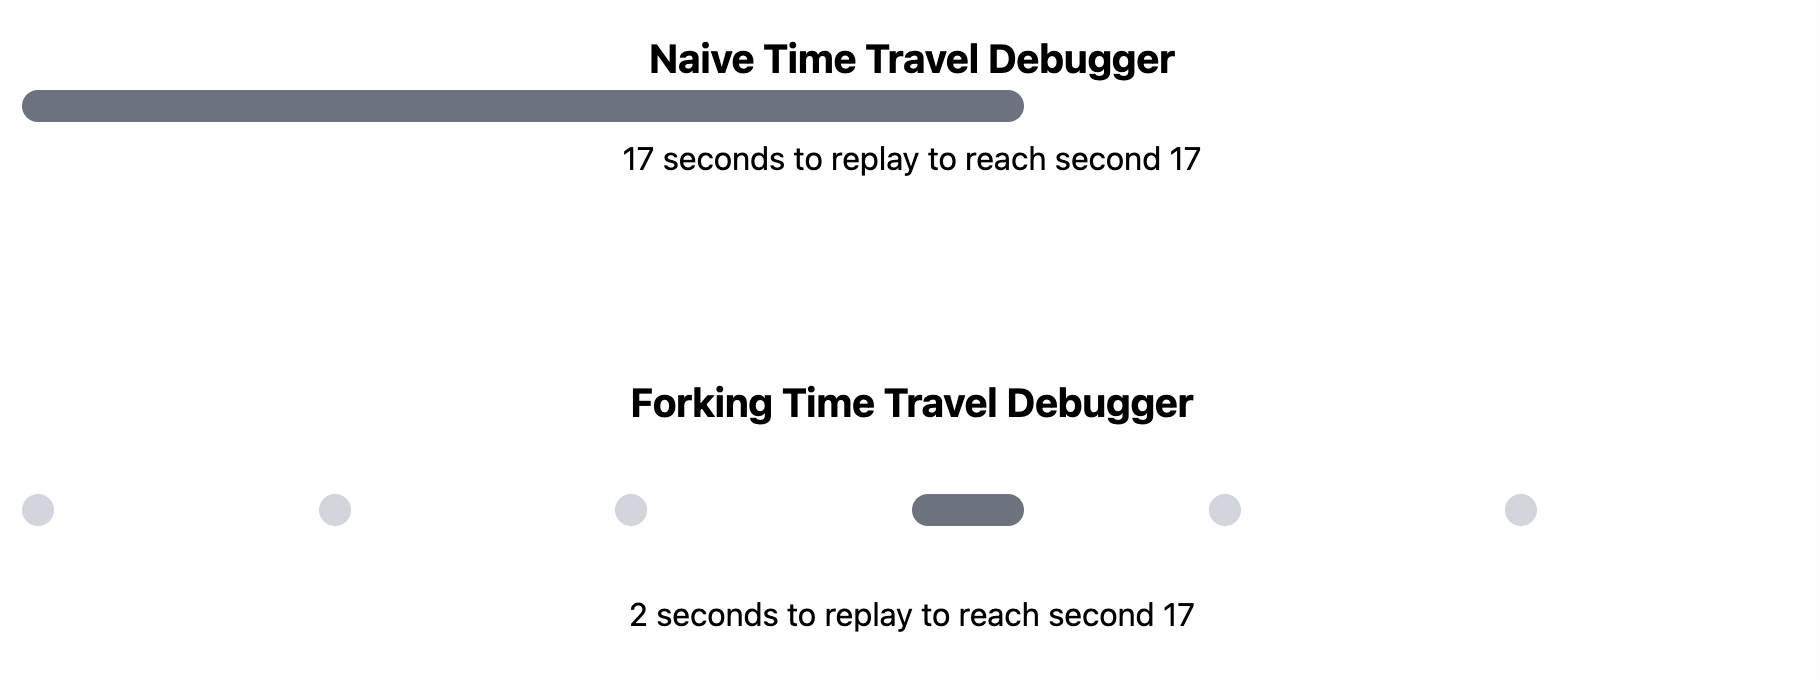 Naive Time Travel Debugger
17 seconds to replay to reach second 17
Forking Time Travel Debugger
2 seconds to replay to reach second 17